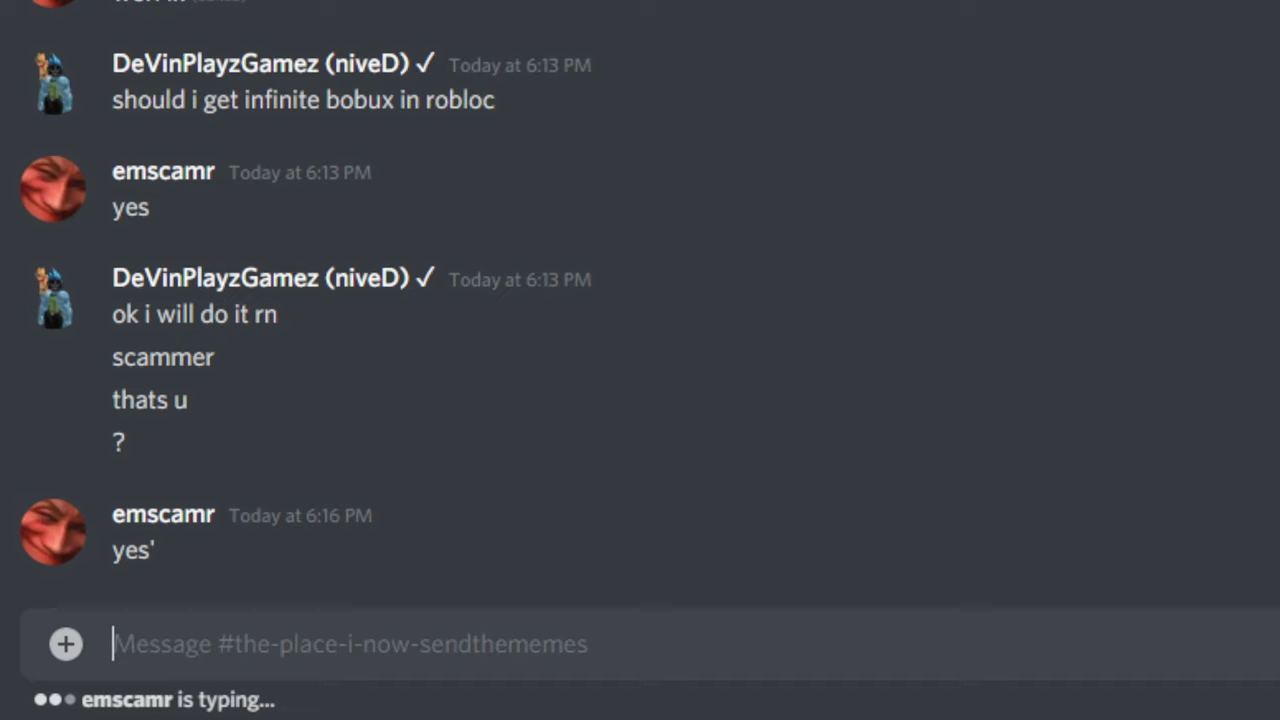 DeVinPlayzGamez (niveD) ✓ Today at 6:13 PM
should i get infinite bobux in robloc
emscamr Today at 6:13 PM
yes
DeVinPlayzGamez (niveD) ✓ Today at 6:13 PM
ok i will do it rn
scammer
thats u
?
emscamr Today at 6:16 PM
yes'
Message #the-place-i-now-sendthememes
emscamr is typing...